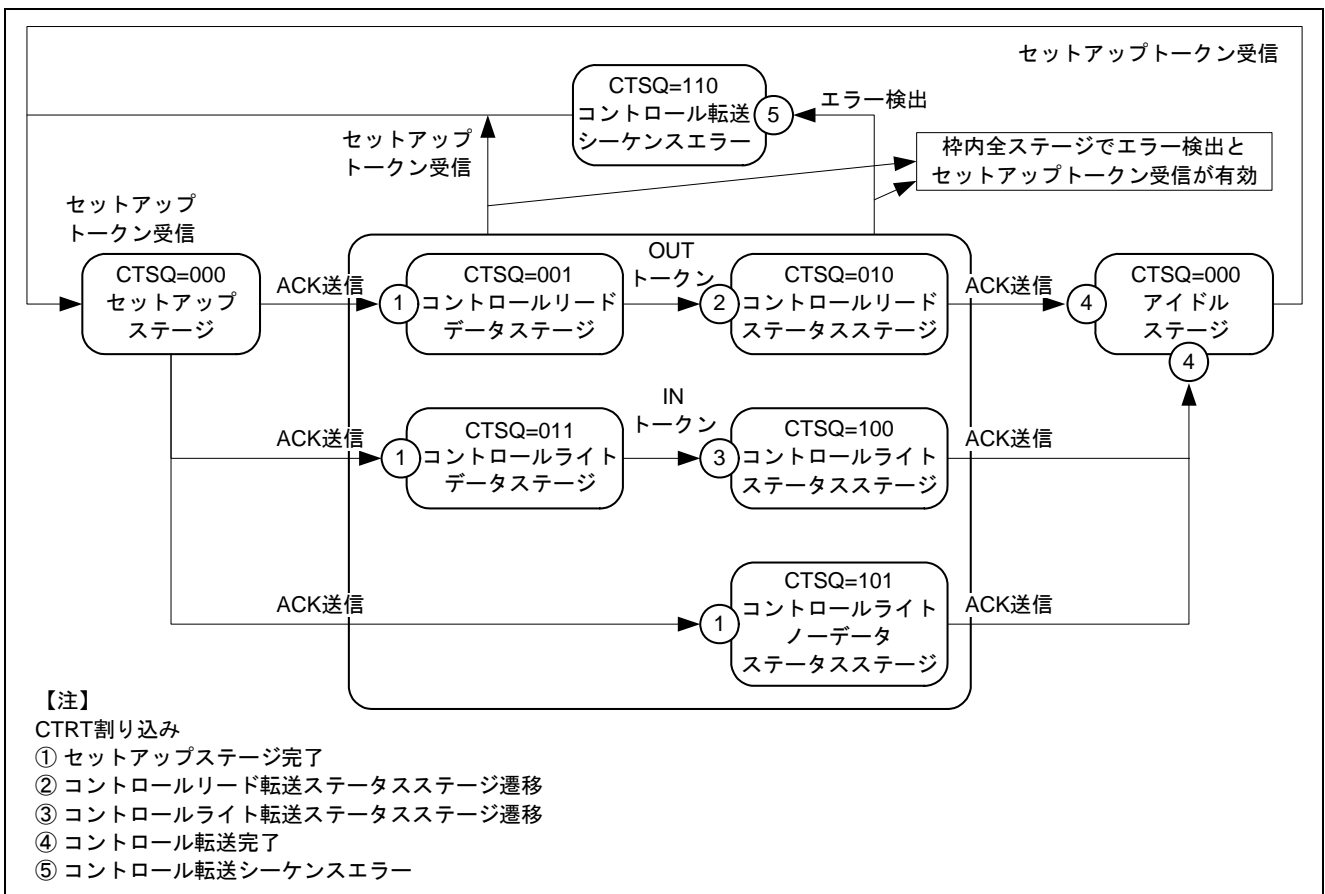 セットアップトークン受信
CTSQ=110
コントロール転送
シーケンスエラー
5
エラー検出
セットアップ
トークン受信
枠内全ステージでエラー検出と
セットアップトークン受信が有効
セットアップ
トークン受信
CTSQ=000
セットアップ
ステージ
ACK送信
1
CTSQ=001
コントロールリード
データステージ
OUT
トークン
2
CTSQ=010
コントロールリード
ステータスステージ
ACK送信
4
CTSQ=000
アイドル
ステージ
4
ACK送信
1
CTSQ=011
コントロールライト
データステージ
IN
トークン
3
CTSQ=100
コントロールライト
ステータスステージ
ACK送信
ACK送信
1
CTSQ=101
コントロールライト
ノーデータ
ステータスステージ
ACK送信
【注】
CTRT割り込み
① セットアップステージ完了
② コントロールリード転送ステータスステージ遷移
③ コントロールライト転送ステータスステージ遷移
④ コントロール転送完了
⑤ コントロール転送シーケンスエラー